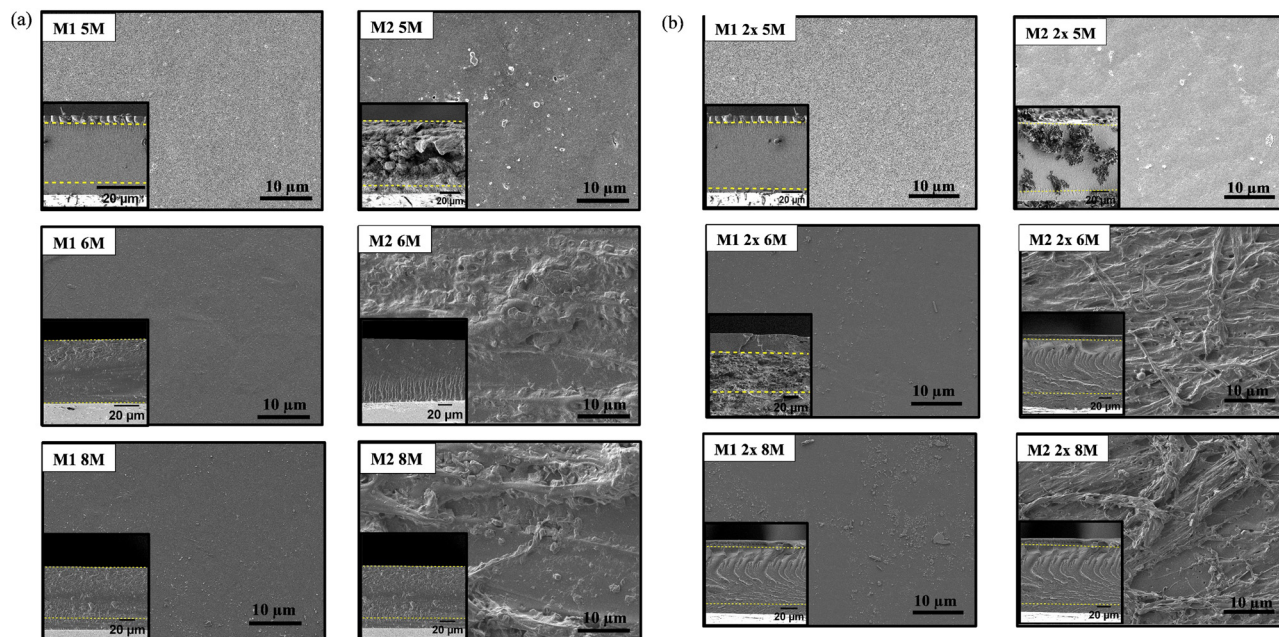 (a)
M1 5M
20 µm
10 µm
M2 5M
20 µm
10 µm
M1 6M
20 µm
10 µm
M2 6M
20 µm
10 µm
M1 8M
20 µm
10 µm
M2 8M
20 µm
10 µm
(b)
M1 2x 5M
20 µm
10 µm
M2 2x 5M
20 µm
10 µm
M1 2x 6M
20 µm
10 µm
M2 2x 6M
20 µm
10 µm
M1 2x 8M
20 µm
10 µm
M2 2x 8M
20 µm
10 µm